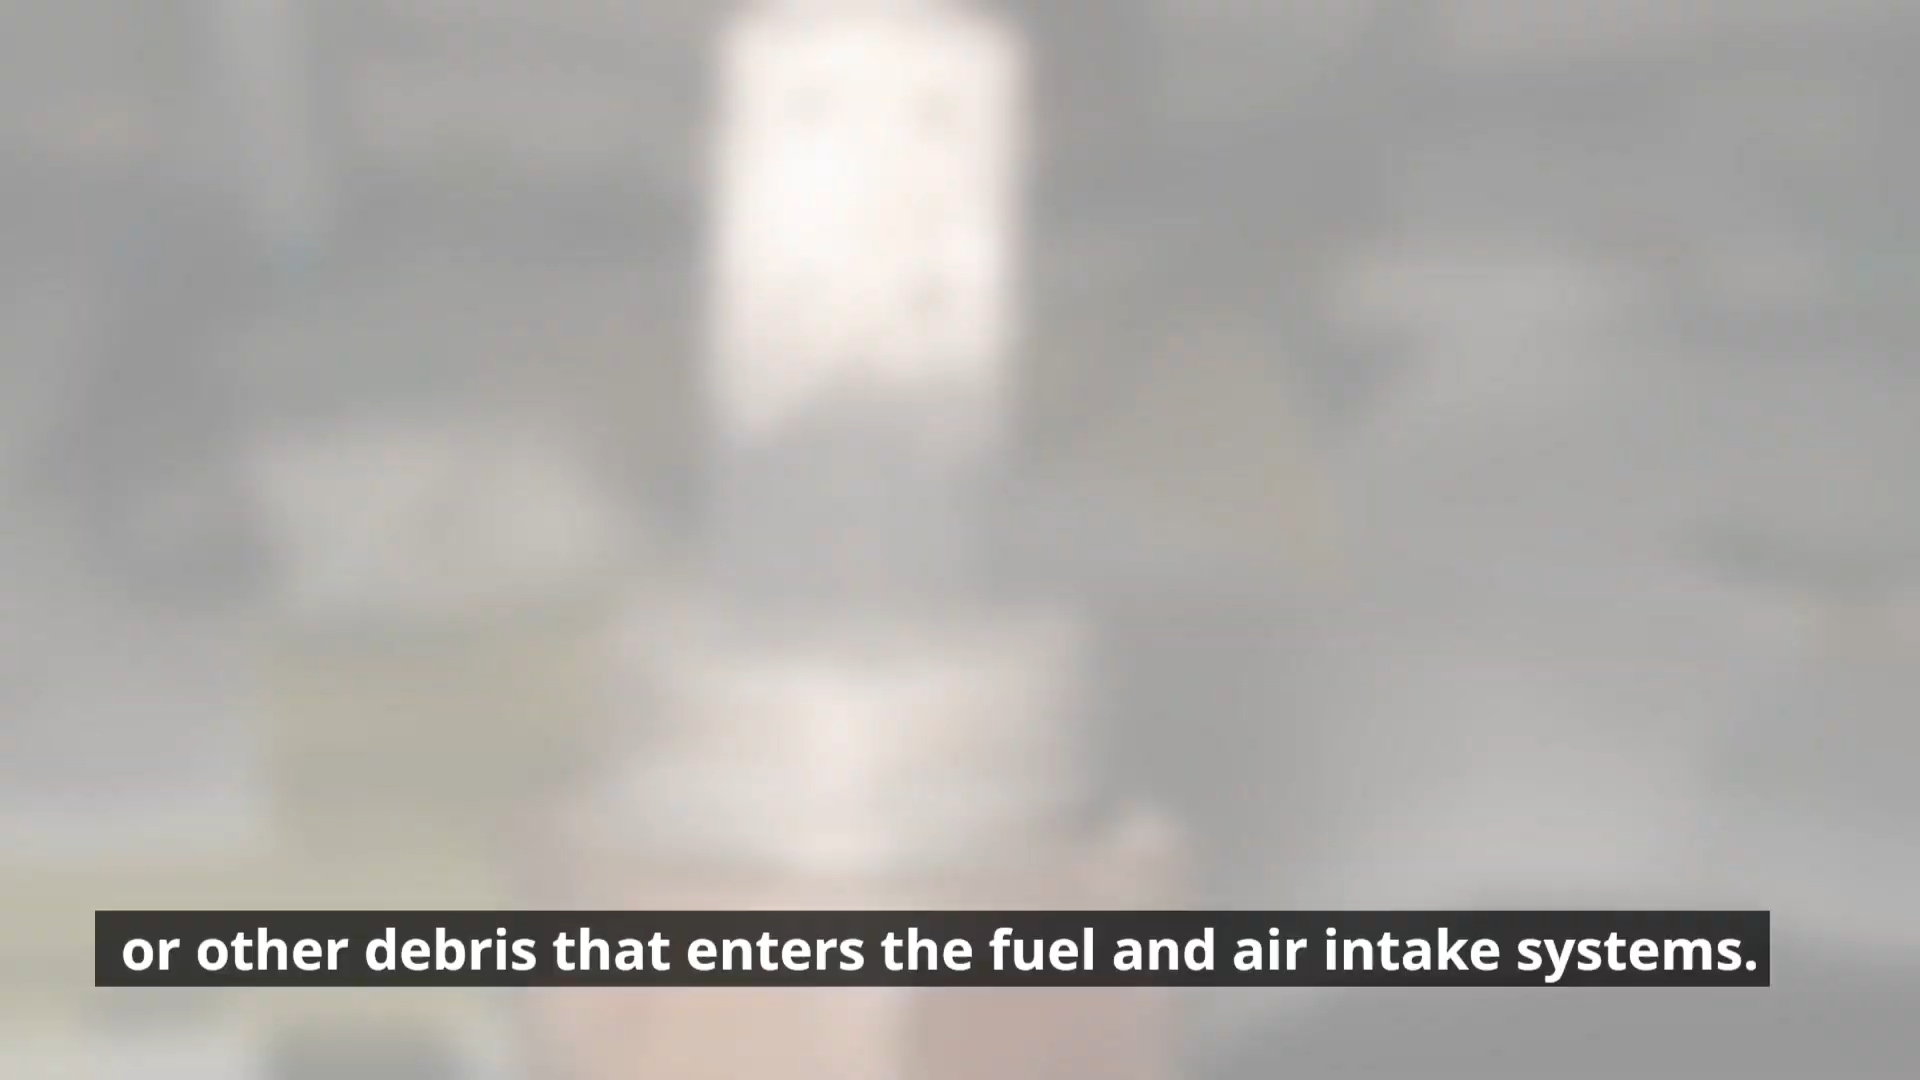 or other debris that enters the fuel and air intake systems.